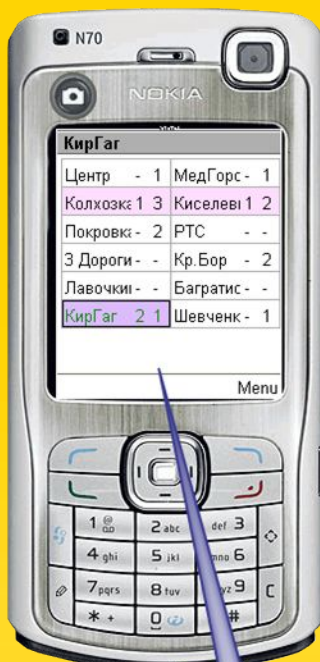 N70
NOKIA
КирГаг
Центр - 1 МедГорс - 1
Колхозка 1 3 Киселеві 1 2
Покровка - 2 РТС - -
3 Дороги - - Кр.Бор - 2
Лавочкин - - Багратис - -
КирГаг 2 1 Шевченк - 1
Menu
1 2 abc def 3
4 ghi 5 jkl mno 6
7 pqrs 8 tuv wxyz 9 C
* + 0 #